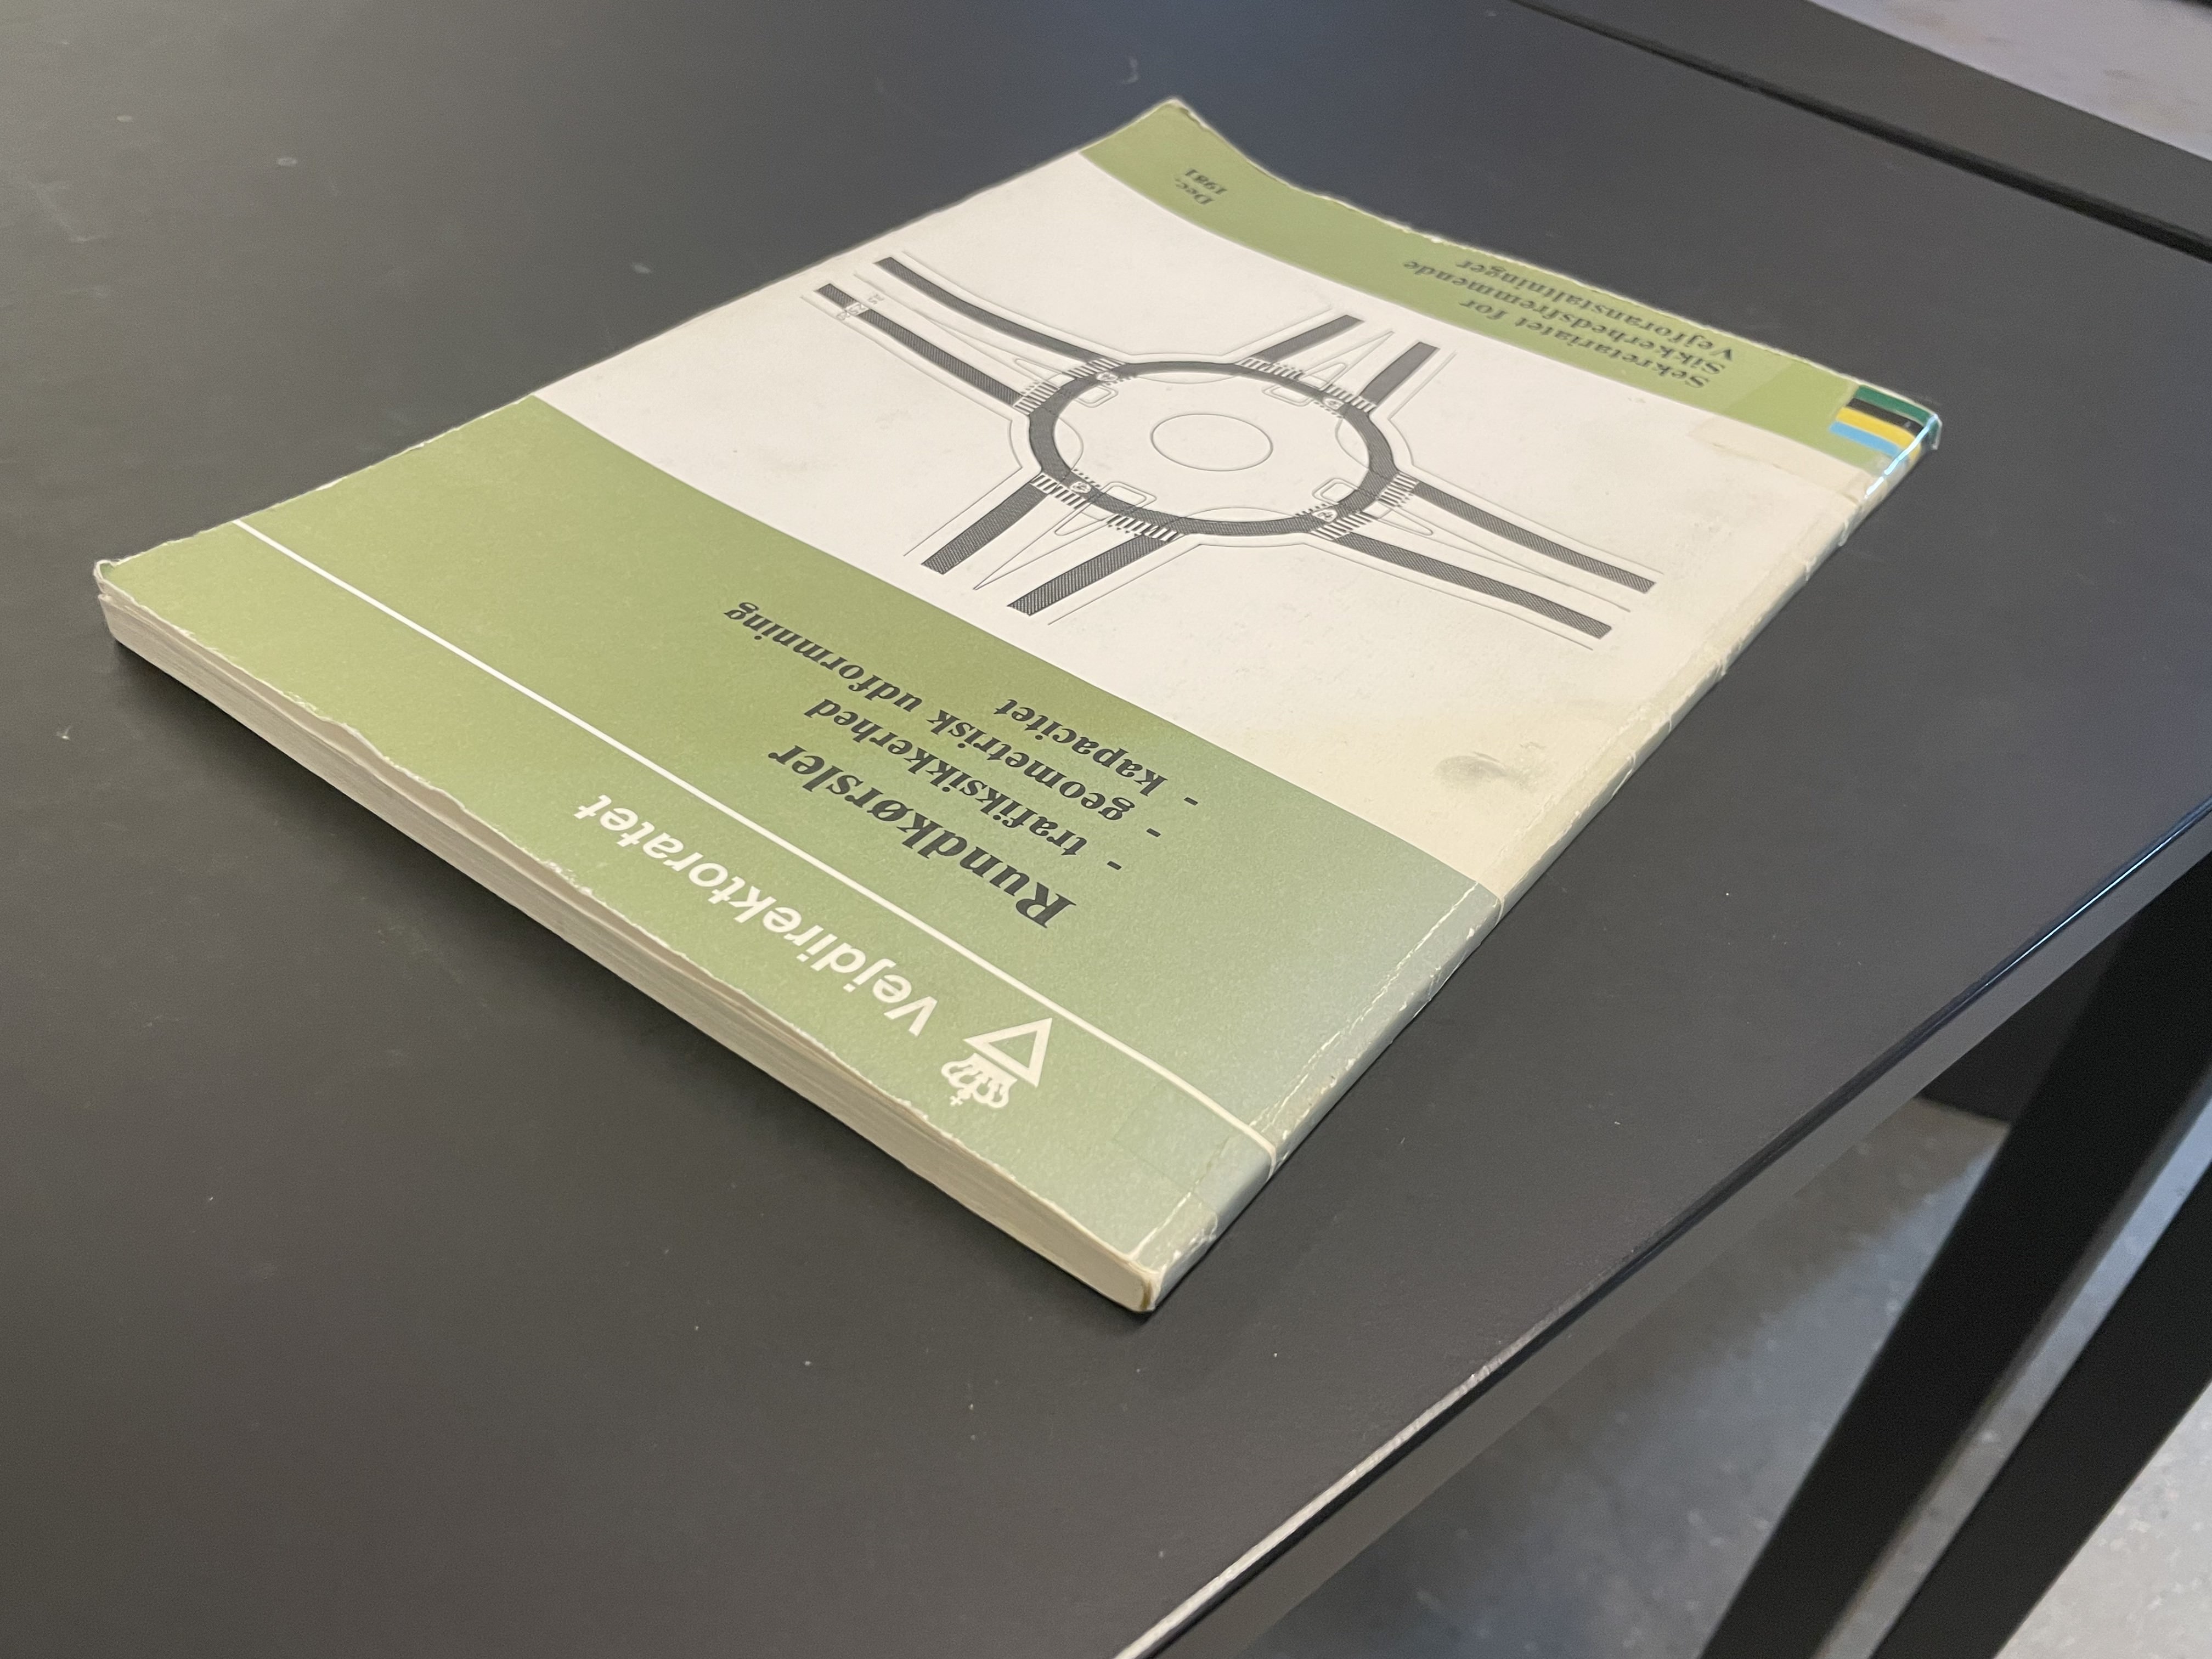 Vejdirektoratet
Rundkørsler
- trafiksikkerhed
- geometrisk udformning
- kapacitet
Sekretariatet for
Sikkerhedsfremmende
Vejforanstaltninger
Dec.
1981